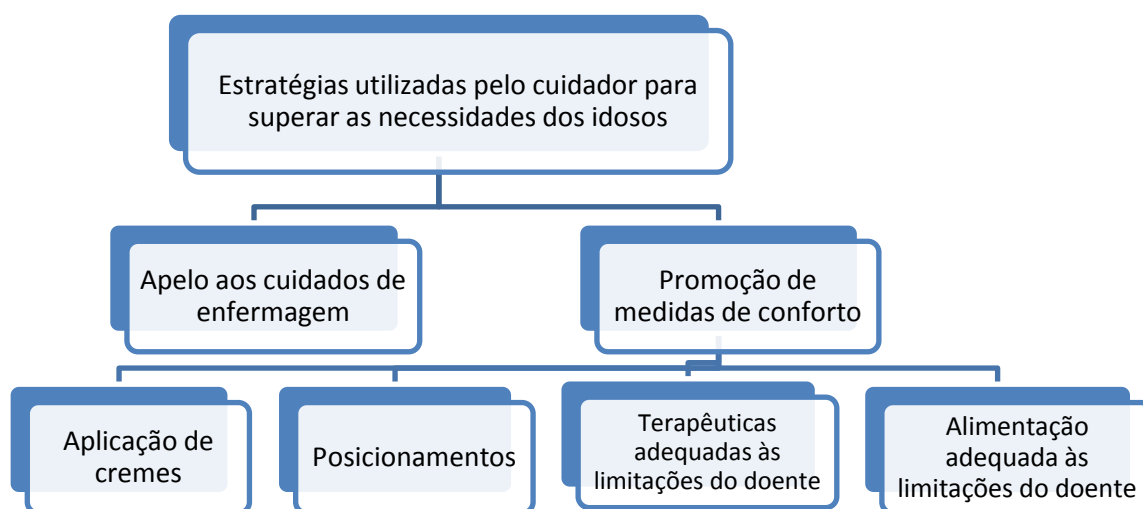 Estratégias utilizadas pelo cuidador para
superar as necessidades dos idosos
Apelo aos cuidados de
enfermagem
Promoção de
medidas de conforto
Aplicação de
cremes
Posicionamentos
Terapêuticas
adequadas às
limitações do doente
Alimentação
adequada às
limitações do doente